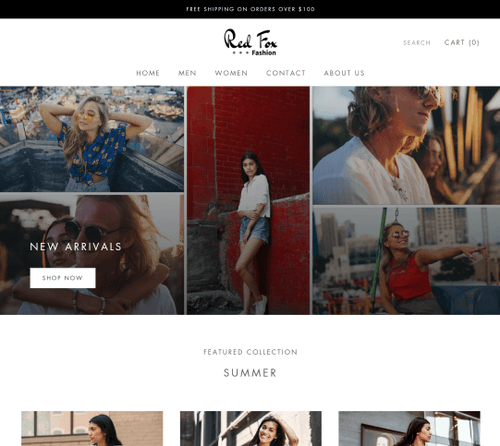 FREE SHIPPING ON ORDERS OVER $100
Red Fox
Fashion
SEARCH CART (0)
HOME MEN WOMEN CONTACT ABOUT US
NEW ARRIVALS
SHOP NOW
FEATURED COLLECTION
SUMMER